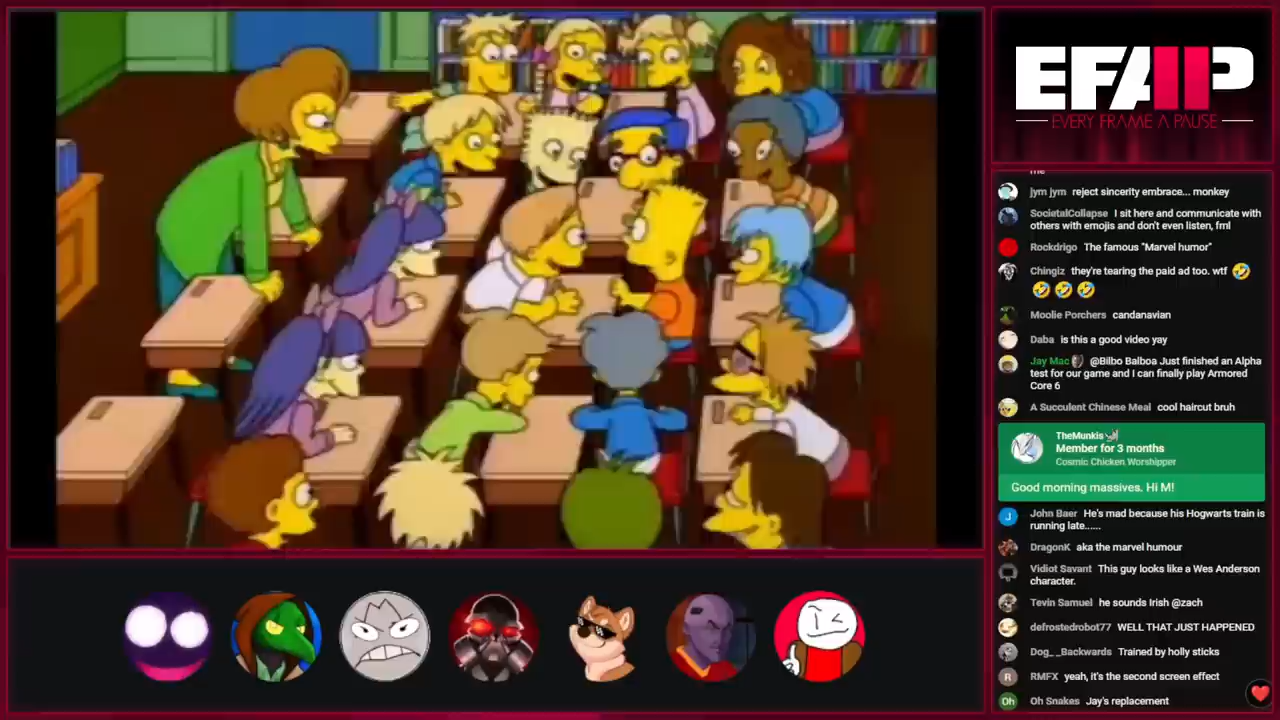 EFAP
EVERY FRAME A PAUSE
me
jym jym reject sincerity embrace... monkey
SocietalCollapse I sit here and communicate with
others with emojis and don't even listen, fml
Rockdrigo The famous "Marvel humor"
Chingiz they're tearing the paid ad too. wtf 🤣
🤣 🤣 🤣
Moolie Porchers candanavian
Daba is this a good video yay
Jay Mac @Bilbo Balboa Just finished an Alpha
test for our game and I can finally play Armored
Core 6
A Succulent Chinese Meal cool haircut bruh
TheMunkis
Member for 3 months
Cosmic Chicken Worshipper
Good morning massives. Hi M!
J
John Baer He's mad because his Hogwarts train is
running late......
DragonK aka the marvel humour
Vidiot Savant This guy looks like a Wes Anderson
character.
Tevin Samuel he sounds Irish @zach
defrostedrobot77 WELL THAT JUST HAPPENED
Dog_ _Backwards Trained by holly sticks
R
RMFX yeah, it's the second screen effect
Oh
Oh Snakes Jay's replacement